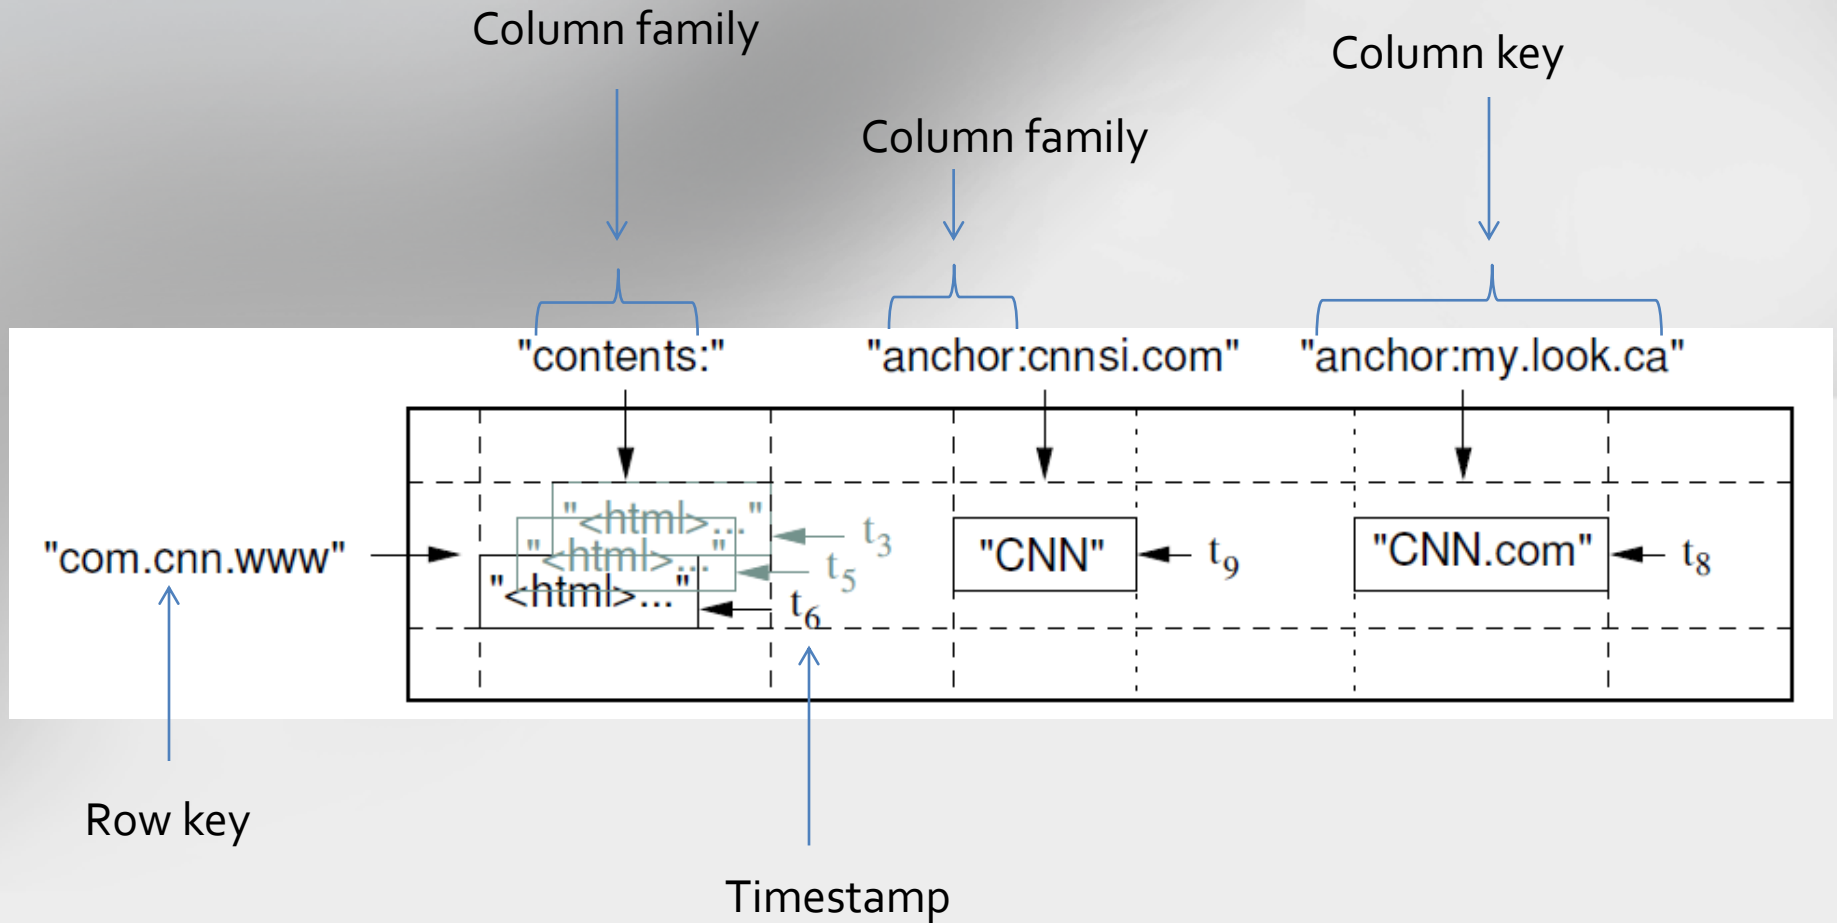 Column family
Column key
Column family
"contents:"
"anchor:cnnsi.com"
"anchor:my.look.ca"
"<html>..."
t3
"com.cnn.www"
"<html>..."
t5
"CNN"
t9
"CNN.com"
t8
"<html>..."
t6
Row key
Timestamp